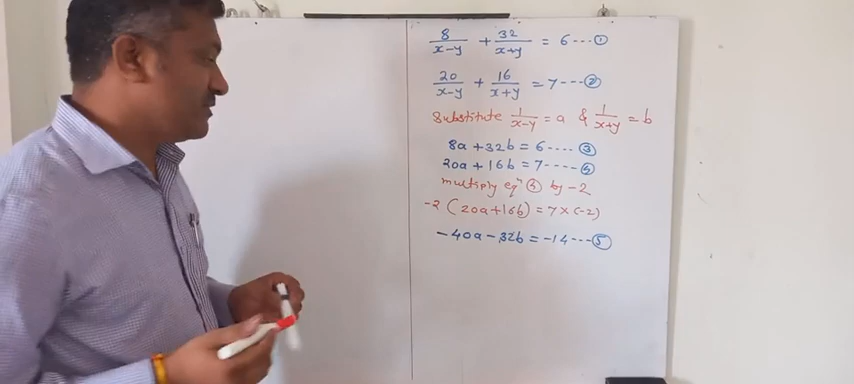 8/(x-y) + 32/(x+y) = 6 ---- ①
20/(x-y) + 16/(x+y) = 7 ---- ②
Substitute 1/(x-y) = a & 1/(x+y) = b
8a + 32b = 6 ---- ③
20a + 16b = 7 ---- ④
multiply eqⁿ ④ by -2
-2 (20a+16b) = 7 × (-2)
-40a - 32b = -14 --- ⑤